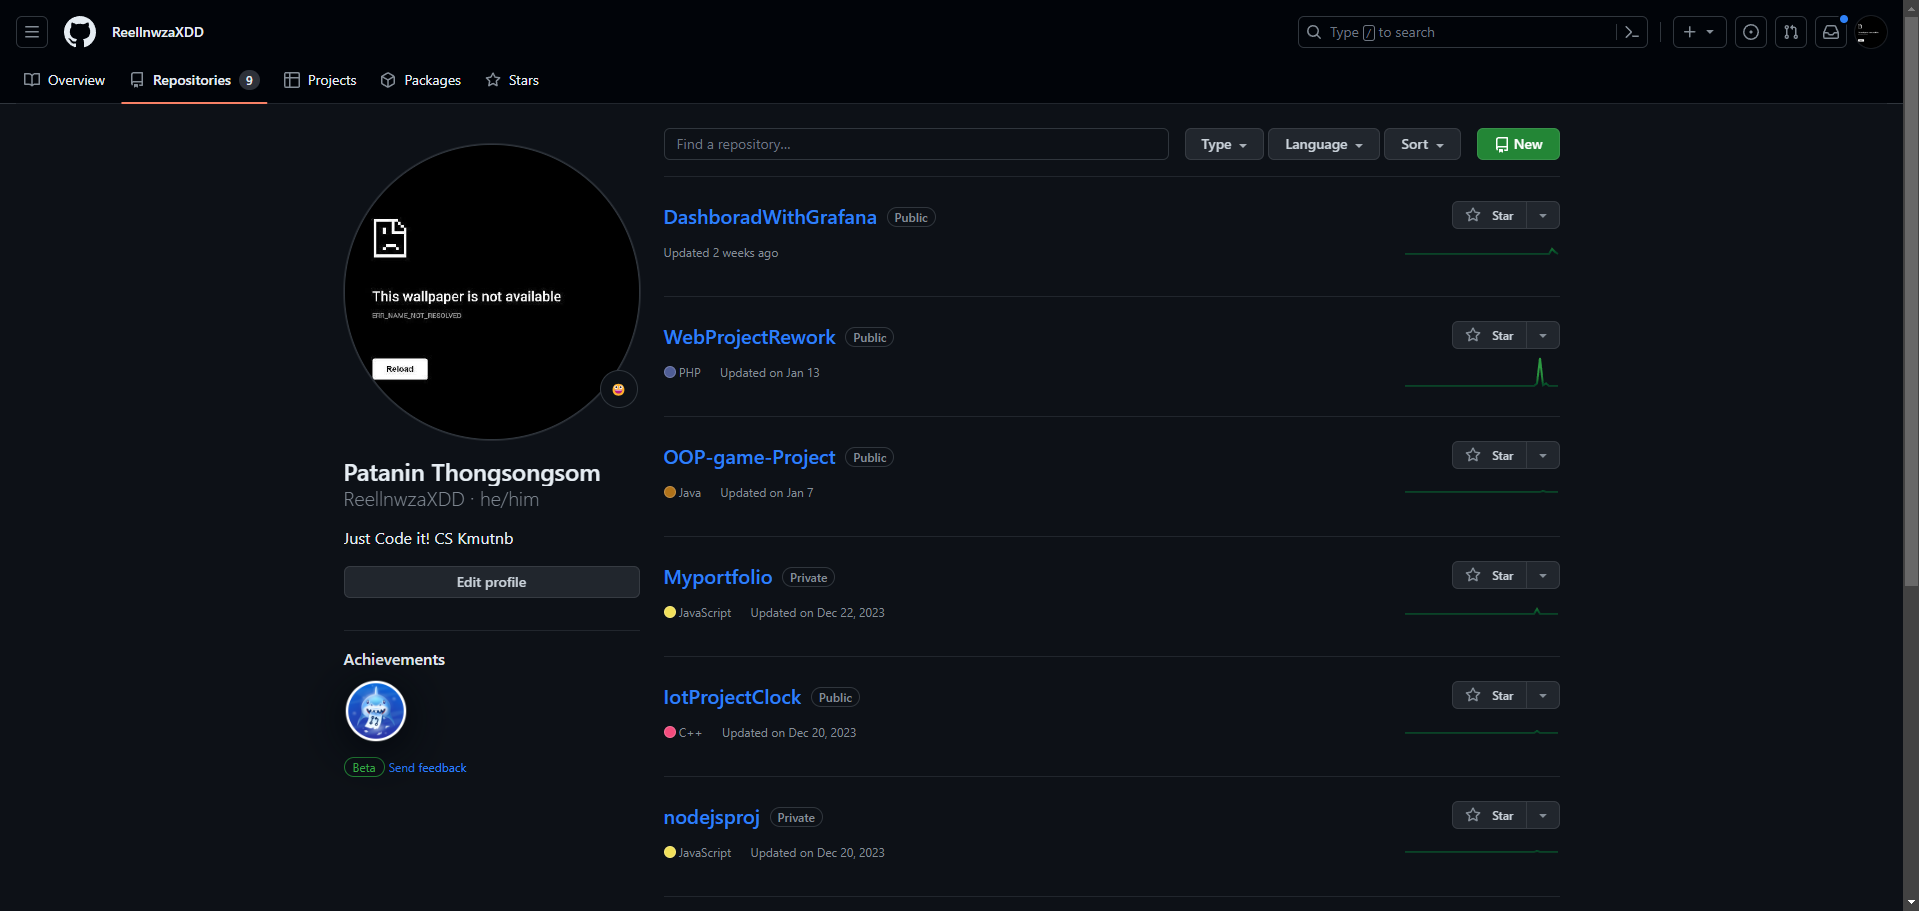 ReellnwzaXDD
Type / to search
Overview
Repositories 9
Projects
Packages
Stars
This wallpaper is not available
ERR_NAME_NOT_RESOLVED
Reload
Patanin Thongsongsom
ReellnwzaXDD · he/him
Just Code it! CS Kmutnb
Edit profile
Achievements
Beta Send feedback
Find a repository...
Type
Language
Sort
New
DashboradWithGrafana Public
Star
Updated 2 weeks ago
WebProjectRework Public
Star
PHP Updated on Jan 13
OOP-game-Project Public
Star
Java Updated on Jan 7
Myportfolio Private
Star
JavaScript Updated on Dec 22, 2023
IotProjectClock Public
Star
C++ Updated on Dec 20, 2023
nodejsproj Private
Star
JavaScript Updated on Dec 20, 2023